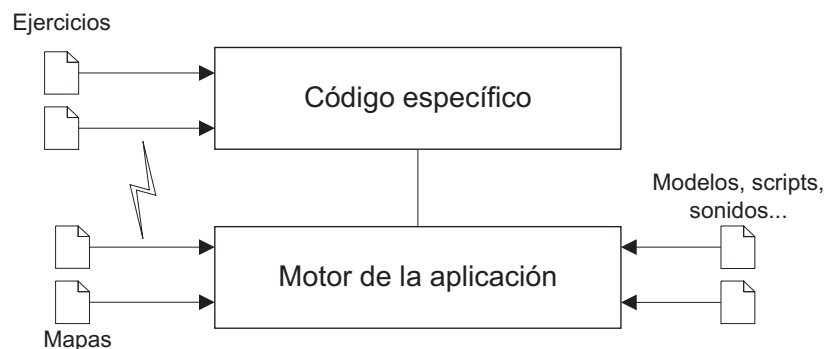 Ejercicios
Código específico
Modelos, scripts,
sonidos...
Motor de la aplicación
Mapas